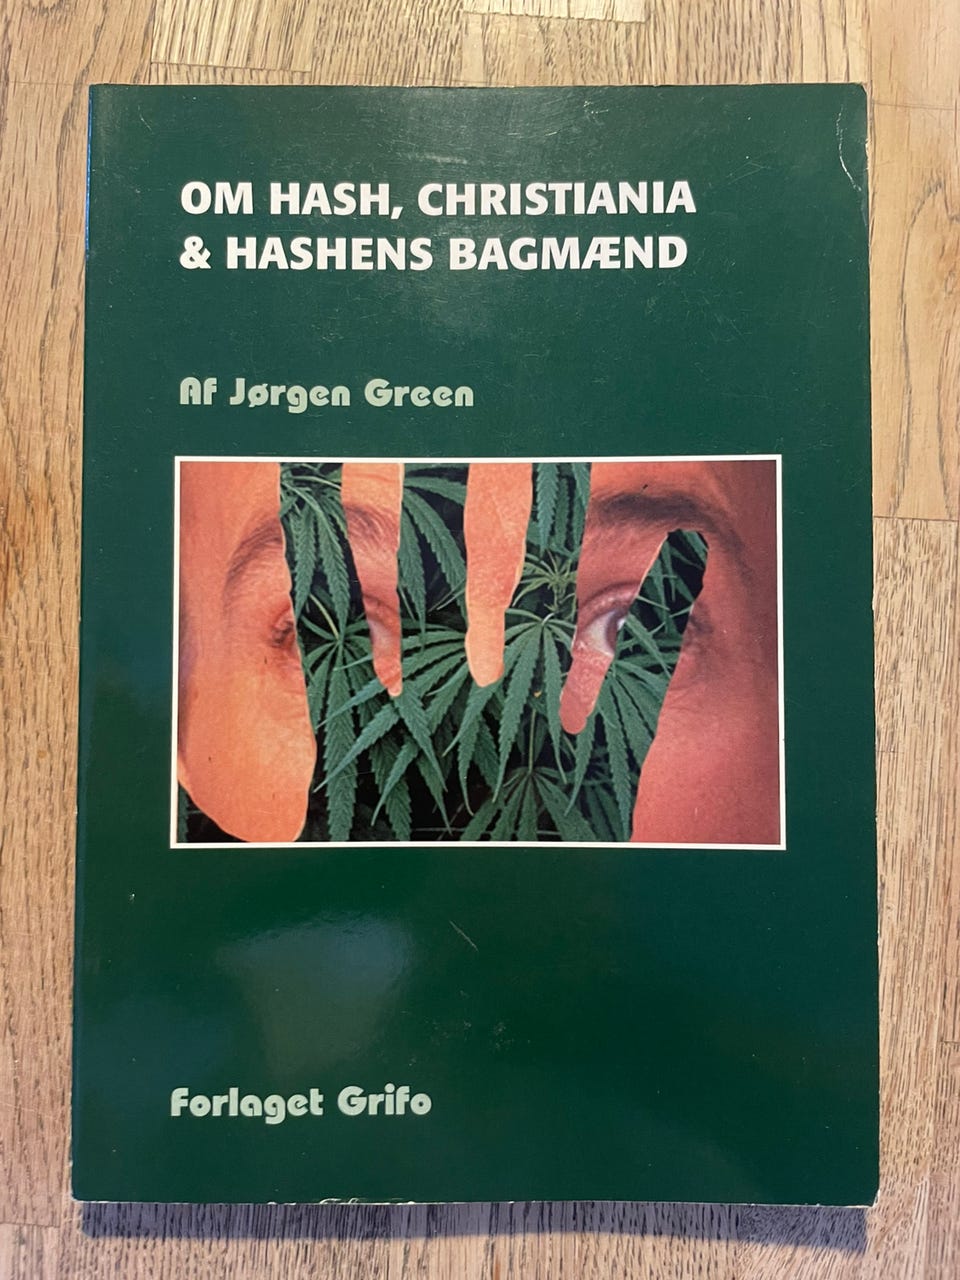 OM HASH, CHRISTIANIA
& HASHENS BAGMÆND
Af Jørgen Green
Forlaget Grifo